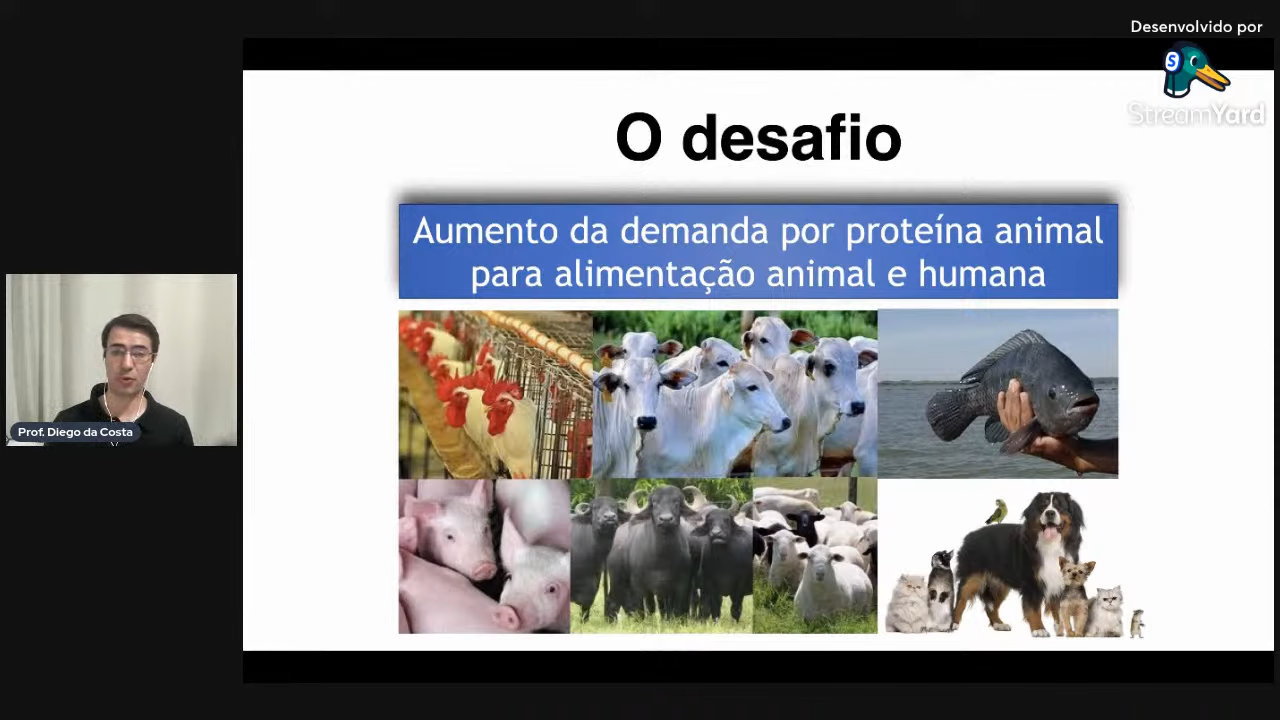 Desenvolvido por
S
StreamYard
O desafio
Aumento da demanda por proteína animal
para alimentação animal e humana
Prof. Diego da Costa